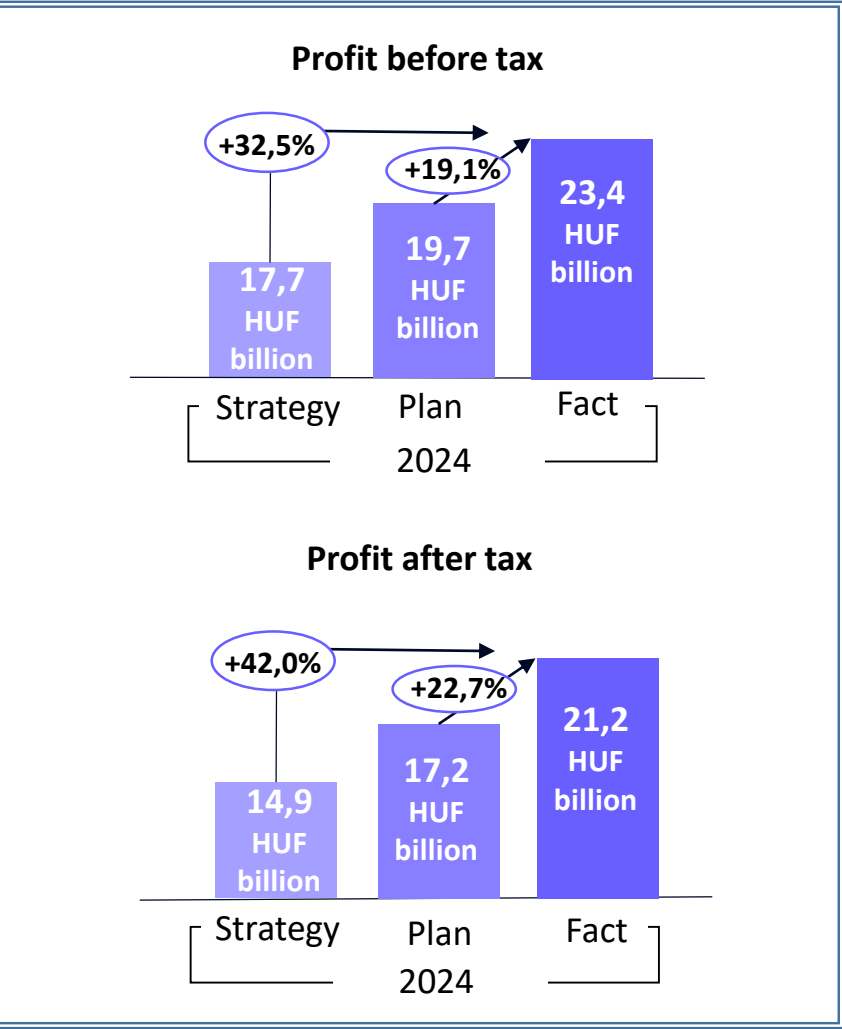 Profit before tax
+32,5%
+19,1%
17,7
HUF
billion
19,7
HUF
billion
23,4
HUF
billion
Strategy Plan Fact
2024
Profit after tax
+42,0%
+22,7%
14,9
HUF
billion
17,2
HUF
billion
21,2
HUF
billion
Strategy Plan Fact
2024